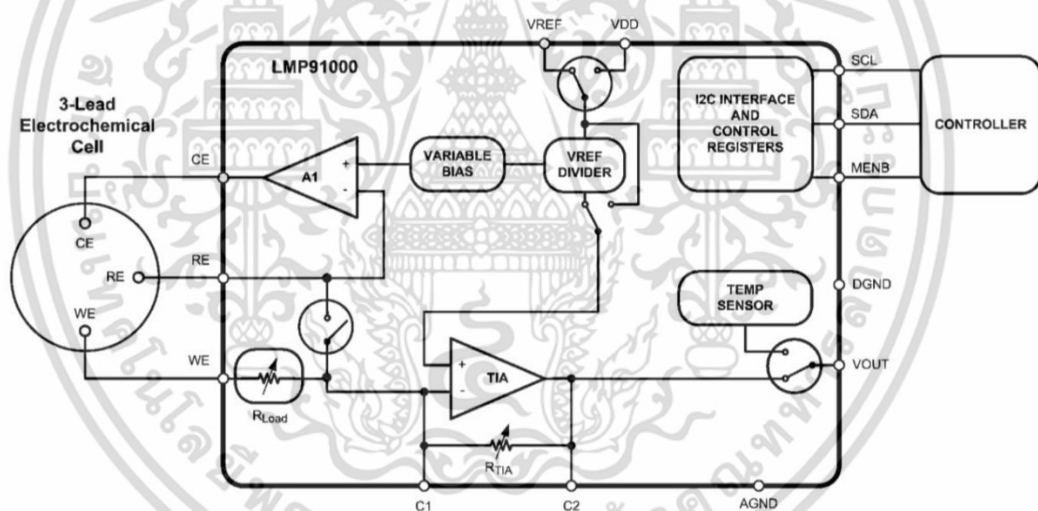 VREF
VDD
LMP91000
3-Lead
Electrochemical
Cell
CE
CE
RE
WE
RE
WE
A1
+
-
VARIABLE
BIAS
VREF
DIVIDER
I2C INTERFACE
AND
CONTROL
REGISTERS
SCL
SDA
MENB
CONTROLLER
TEMP
SENSOR
DGND
VOUT
RLoad
+
-
TIA
RTIA
C1
C2
AGND